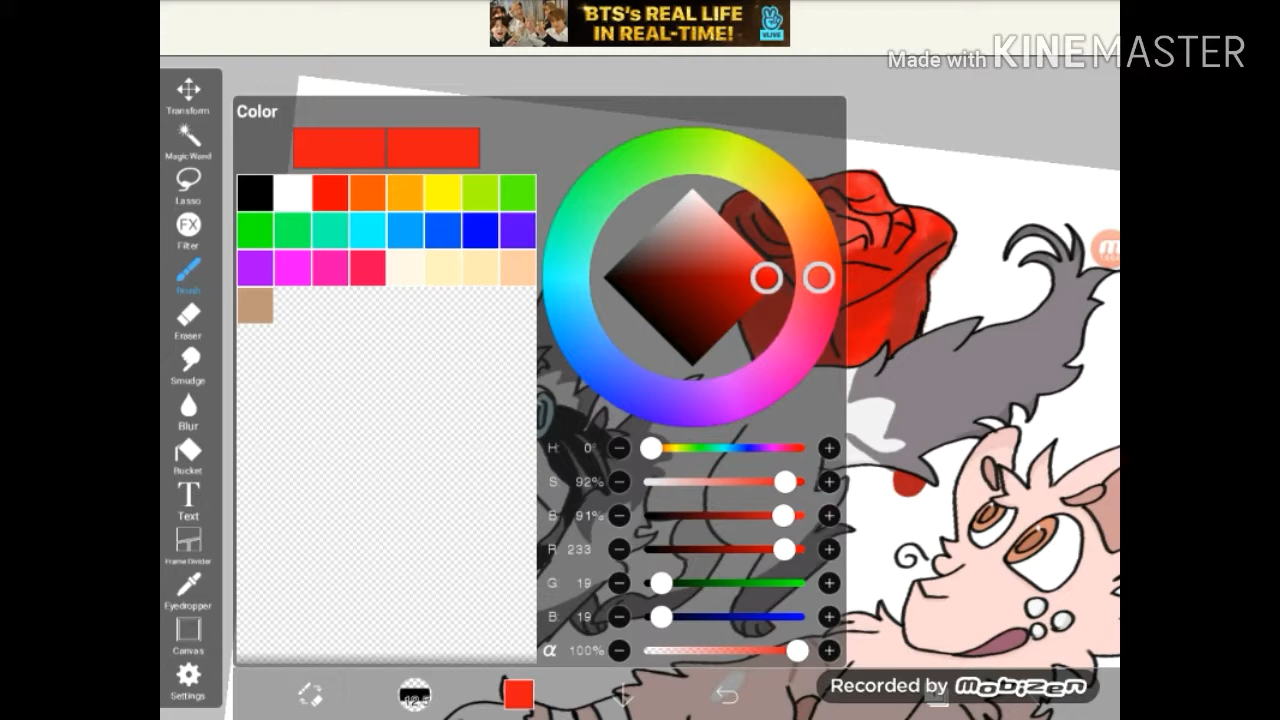 BTS's REAL LIFE
IN REAL-TIME!
VLIVE
Made with KINEMASTER
Transform
Magic Wand
Lasso
FX
Filter
Brush
Eraser
Smudge
Blur
Bucket
T
Text
Frame Divider
Eyedropper
Canvas
Settings
Color
H: 0°
S: 92%
B: 91%
R: 233
G: 19
B: 19
α 100%
Recorded by mobizen